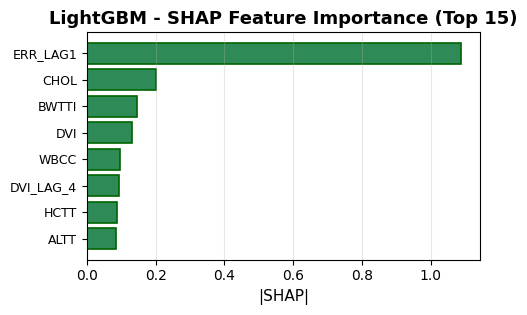 LightGBM - SHAP Feature Importance (Top 15)
ERR_LAG1
CHOL
BWTTI
DVI
WBCC
DVI_LAG_4
HCTT
ALTT
0.0 0.2 0.4 0.6 0.8 1.0
|SHAP|